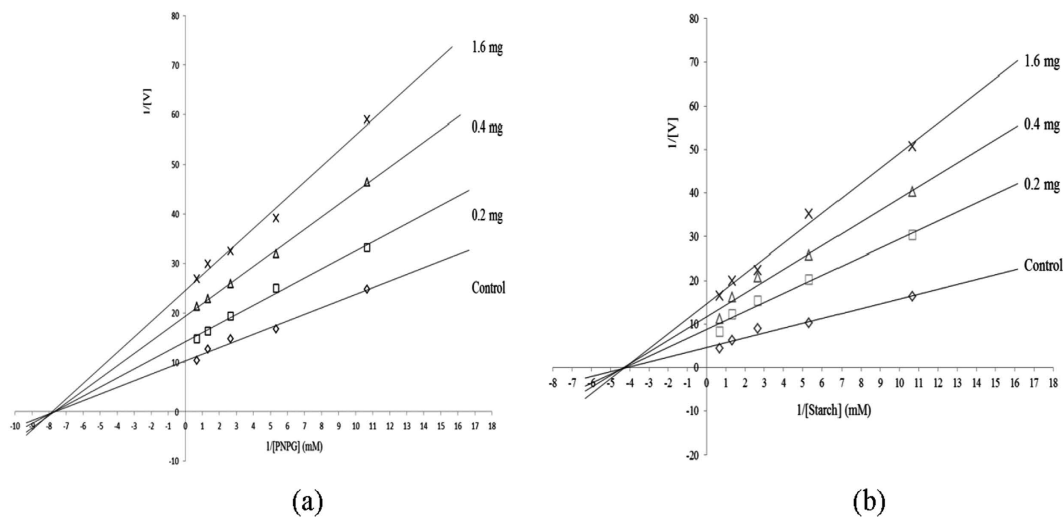 80
70
60
50
40
30
20
10
0
-10
1/[V]
1.6 mg
0.4 mg
0.2 mg
Control
-10 -9 -8 -7 -6 -5 -4 -3 -2 -1 0 1 2 3 4 5 6 7 8 9 10 11 12 13 14 15 16 17 18
1/[PNPG] (mM)
(a)
80
70
60
50
40
30
20
10
0
-10
-20
1/[V]
1.6 mg
0.4 mg
0.2 mg
Control
-8 -7 -6 -5 -4 -3 -2 -1 0 1 2 3 4 5 6 7 8 9 10 11 12 13 14 15 16 17 18
1/[Starch] (mM)
(b)